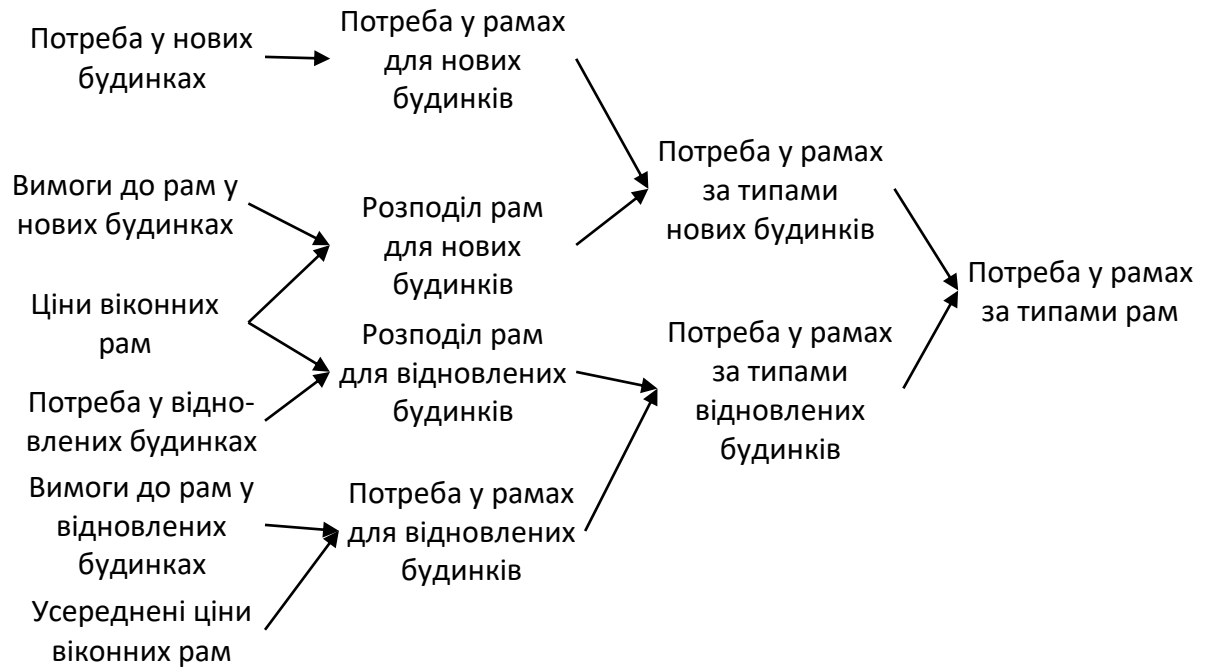 Потреба у нових
будинках
Потреба у рамах
для нових
будинків
Вимоги до рам у
нових будинках
Розподіл рам
для нових
будинків
Потреба у рамах
за типами
нових будинків
Ціни віконних
рам
Розподіл рам
для відновлених
будинків
Потреба у рамах
за типами
відновлених
будинків
Потреба у рамах
за типами рам
Потреба у відно-
влених будинках
Вимоги до рам у
відновлених
будинках
Потреба у рамах
для відновлених
будинків
Усереднені ціни
віконних рам